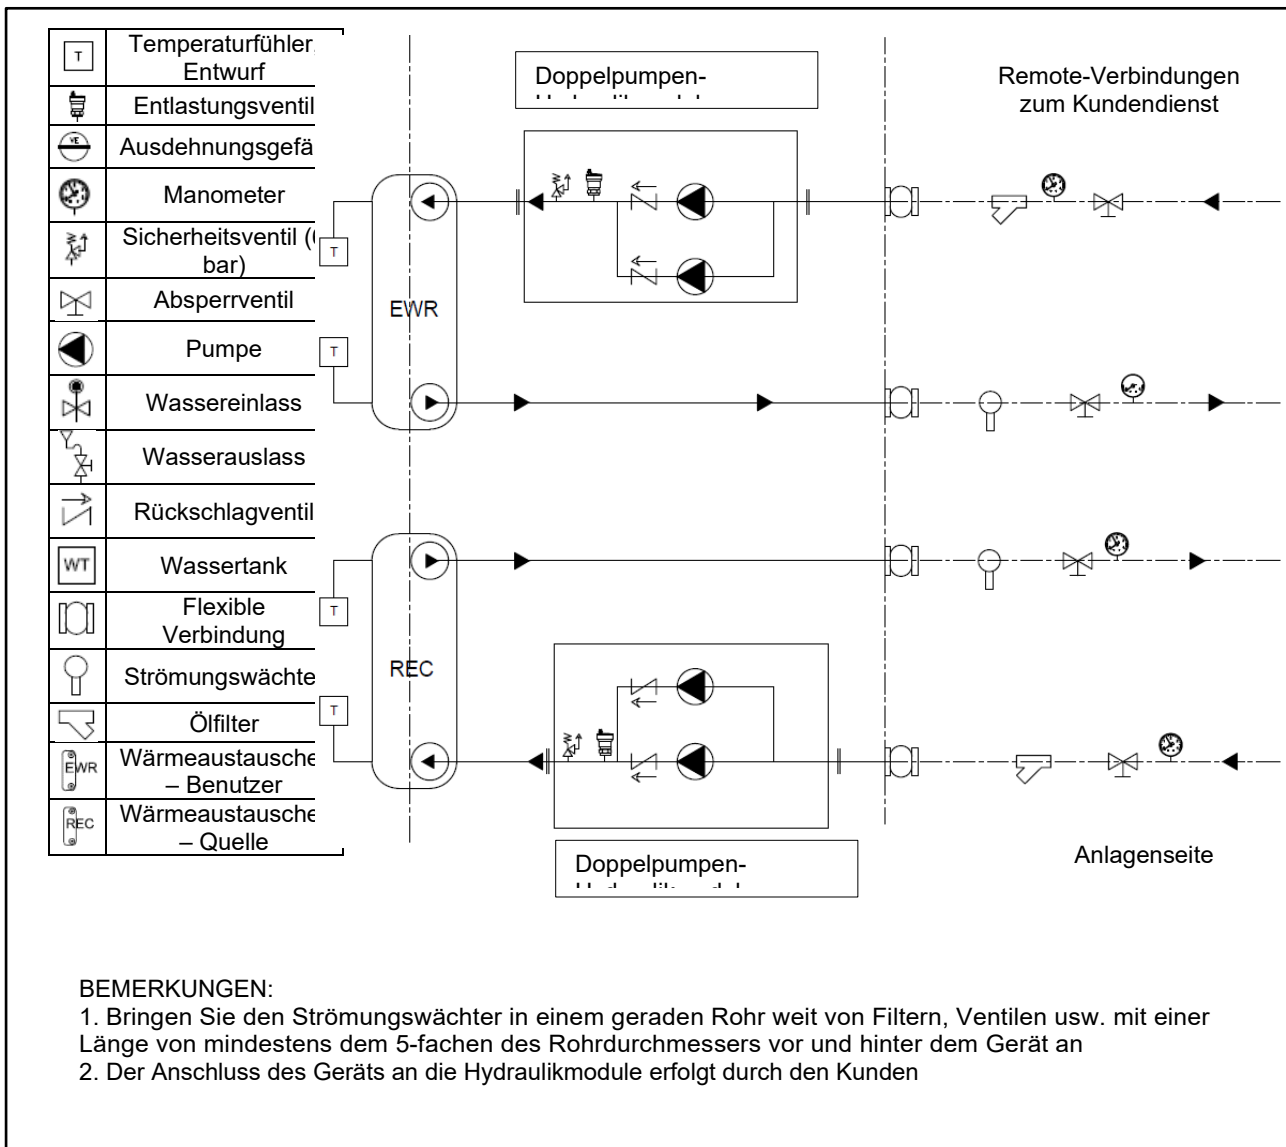 T
Temperaturfühler,
Entwurf
Entlastungsventil
VE
Ausdehnungsgefä
Manometer
Sicherheitsventil (
bar)
Absperrventil
Pumpe
Wassereinlass
Wasserauslass
Rückschlagventil
WT
Wassertank
Flexible
Verbindung
Strömungswächte
Ölfilter
EWR
Wärmeaustausche
– Benutzer
REC
Wärmeaustausche
– Quelle
Doppelpumpen-
Remote-Verbindungen
zum Kundendienst
T
EWR
T
T
REC
T
Doppelpumpen-
Anlagenseite
BEMERKUNGEN:
1. Bringen Sie den Strömungswächter in einem geraden Rohr weit von Filtern, Ventilen usw. mit einer
Länge von mindestens dem 5-fachen des Rohrdurchmessers vor und hinter dem Gerät an
2. Der Anschluss des Geräts an die Hydraulikmodule erfolgt durch den Kunden